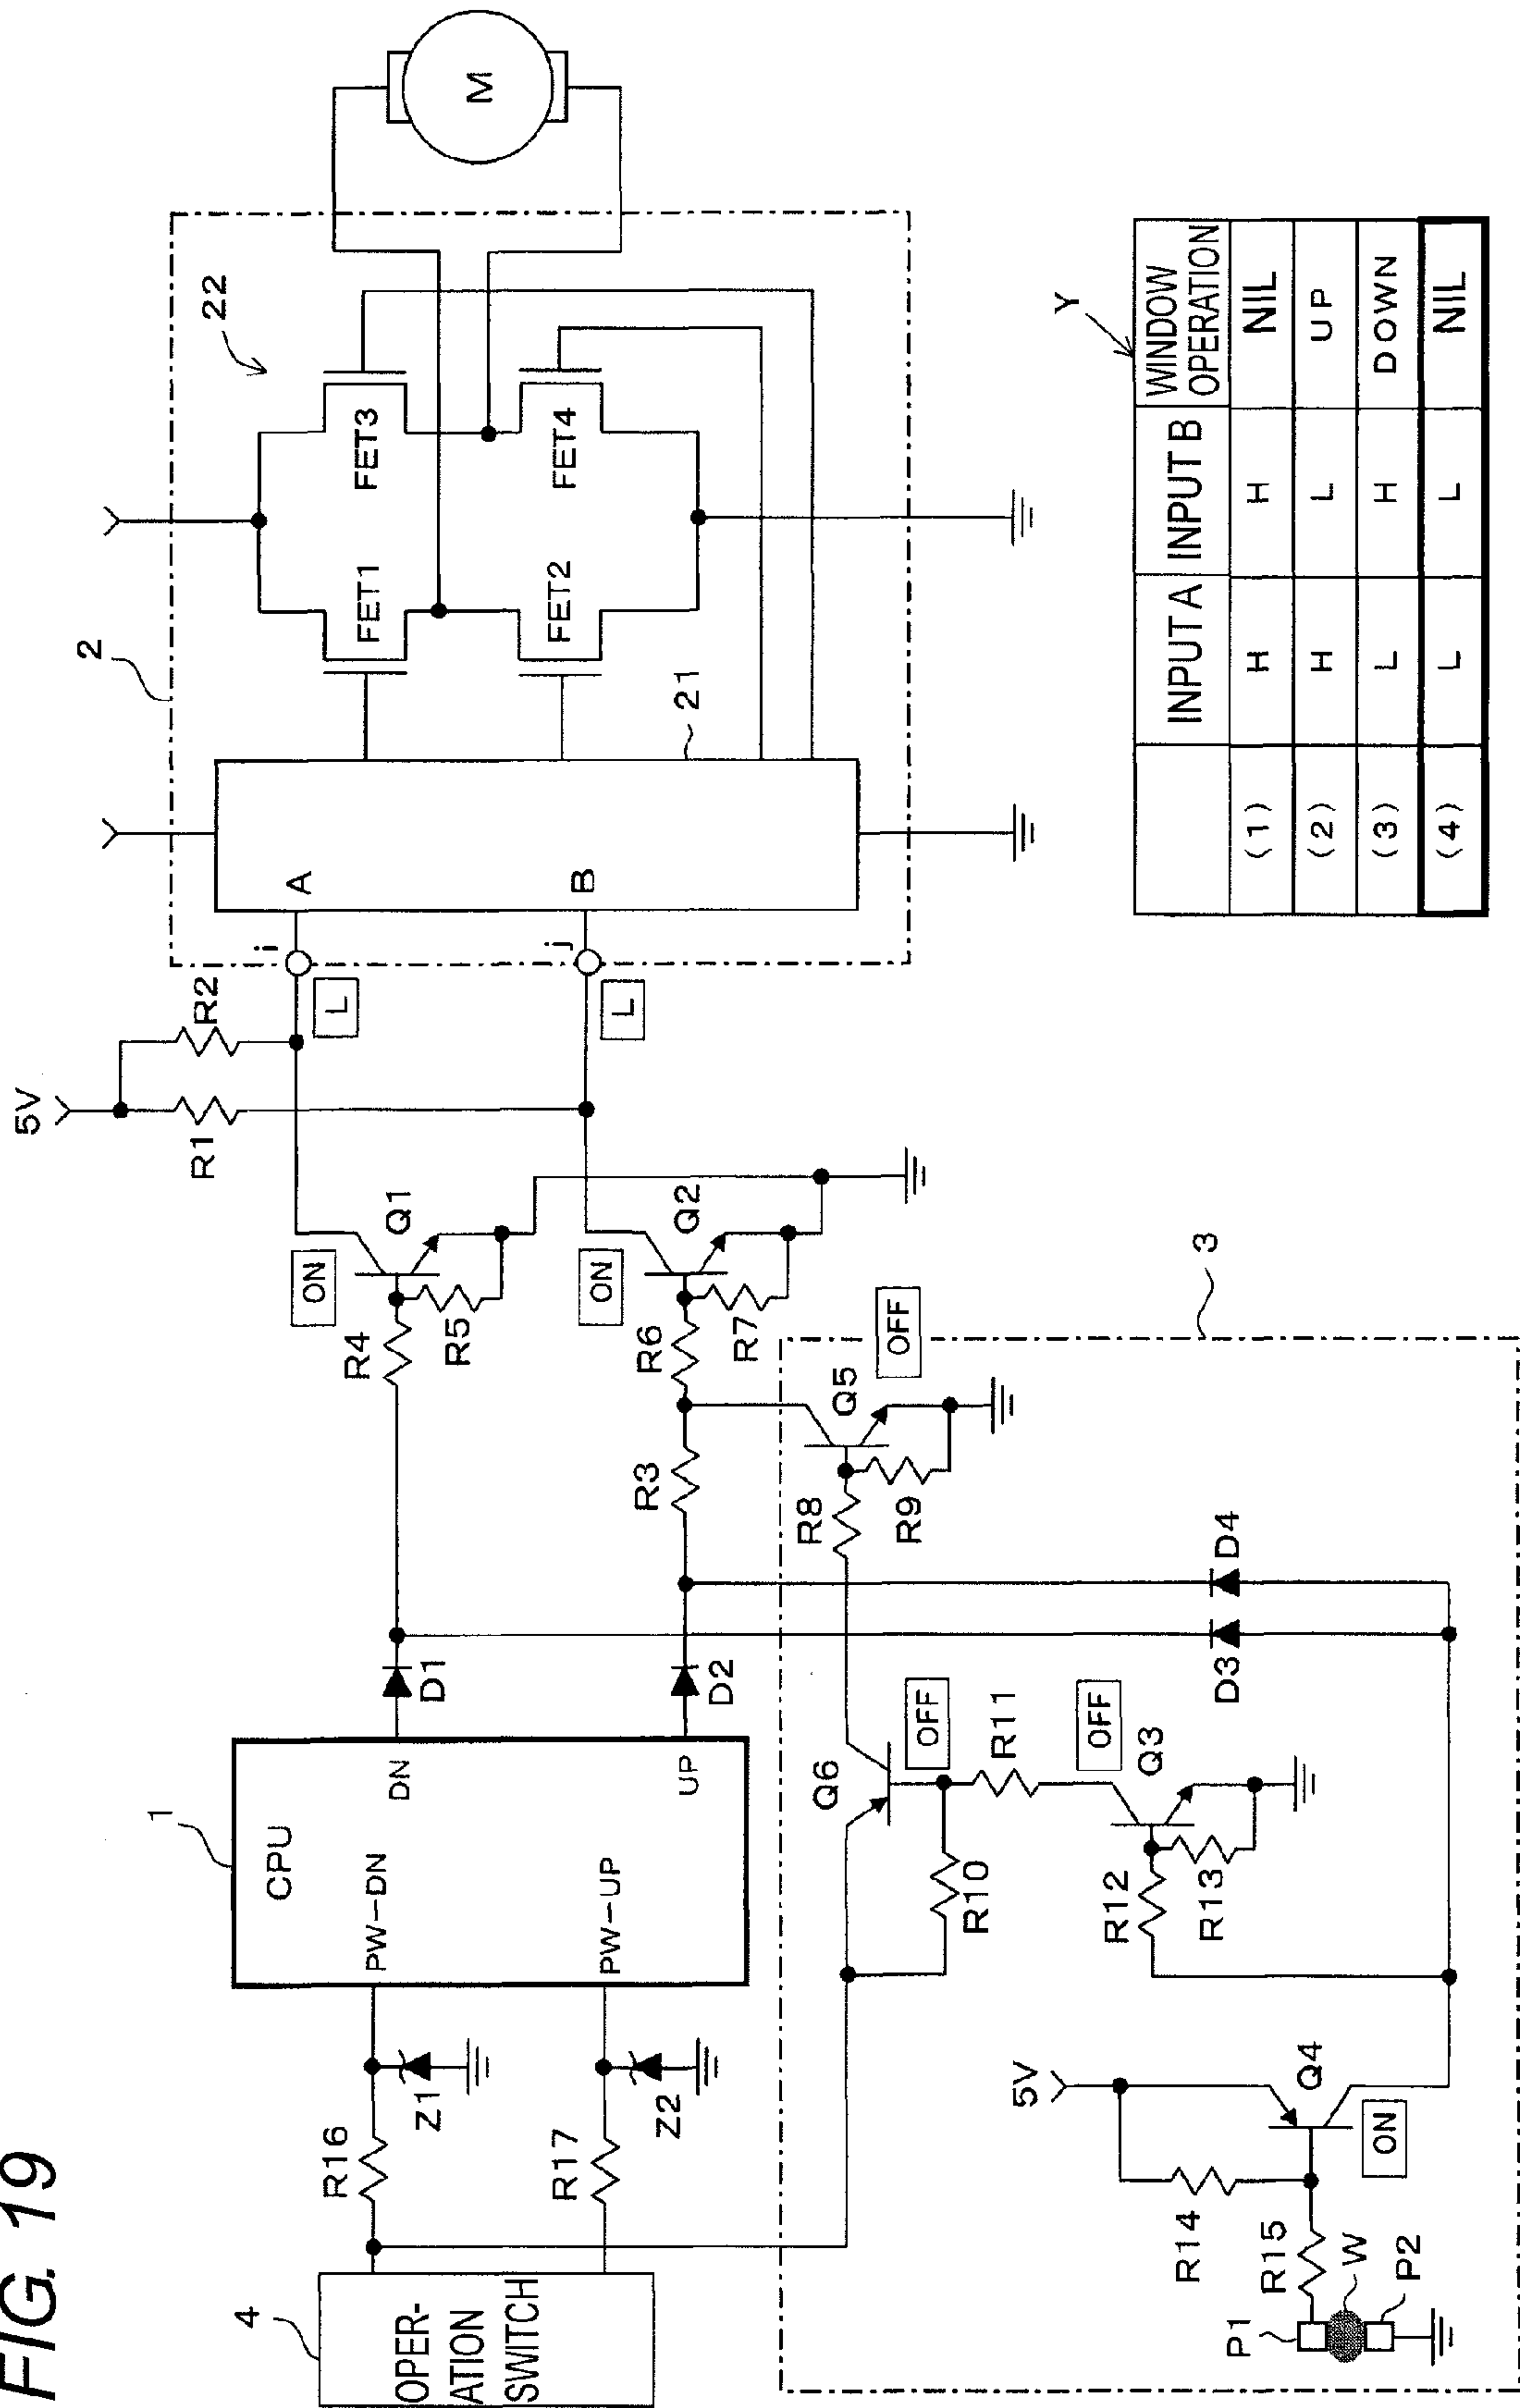 FIG. 19
5V
R1
R2
2
22
FET1
FET3
FET2
FET4
M
21
A
B
i
j
L
L
ON
Q1
ON
Q2
R4
R5
R6
R7
R3
1
CPU
PW-DN
PW-UP
DN
UP
D1
D2
4
OPER-
ATION
SWITCH
R16
R17
Z1
Z2
3
Q5
OFF
R8
R9
Q6
OFF
R10
R11
OFF
Q3
R12
R13
D3
D4
5V
Q4
ON
R14
R15
P1
W
P2
Y
INPUT A INPUT B WINDOW
OPERATION
(1) H H NIL
(2) H L UP
(3) L H DOWN
(4) L L NIL